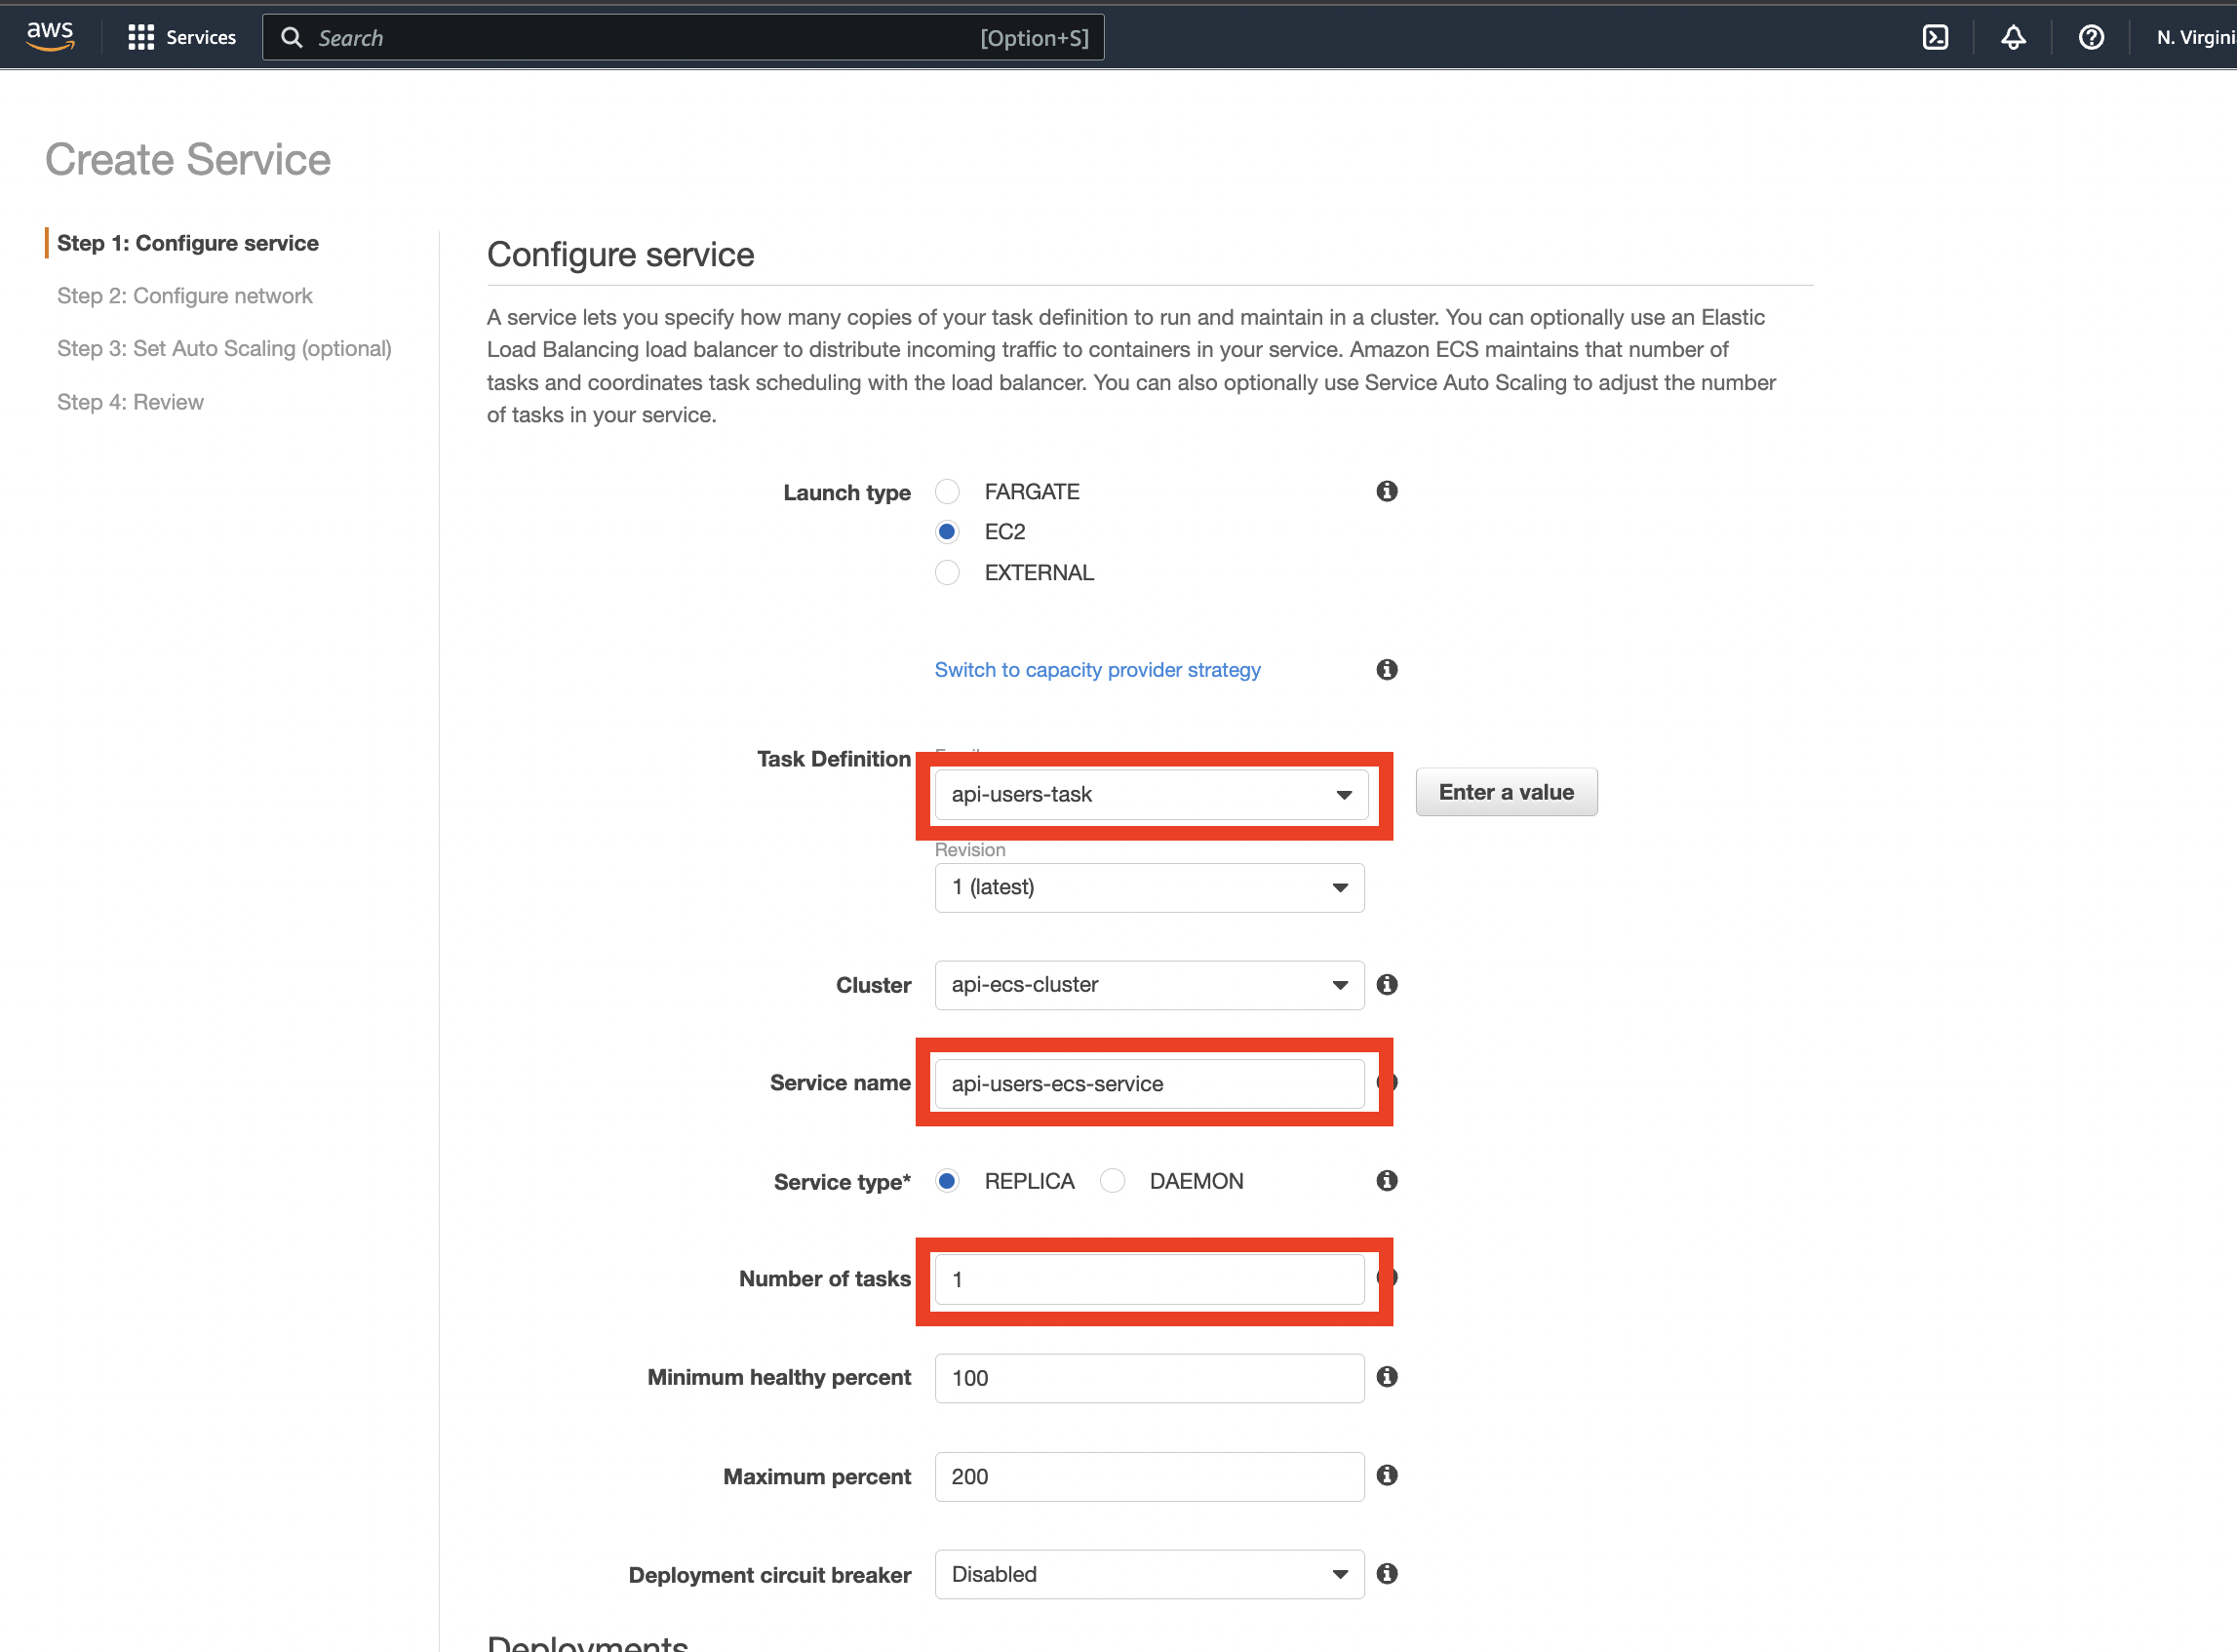 aws
Services
Search
[Option+S]
N. Virgini
Create Service
Step 1: Configure service
Step 2: Configure network
Step 3: Set Auto Scaling (optional)
Step 4: Review
Configure service
A service lets you specify how many copies of your task definition to run and maintain in a cluster. You can optionally use an Elastic
Load Balancing load balancer to distribute incoming traffic to containers in your service. Amazon ECS maintains that number of
tasks and coordinates task scheduling with the load balancer. You can also optionally use Service Auto Scaling to adjust the number
of tasks in your service.
Launch type
FARGATE
EC2
EXTERNAL
Switch to capacity provider strategy
Task Definition
api-users-task
Enter a value
Revision
1 (latest)
Cluster
api-ecs-cluster
Service name
api-users-ecs-service
Service type*
REPLICA
DAEMON
Number of tasks
1
Minimum healthy percent
100
Maximum percent
200
Deployment circuit breaker
Disabled
Deployments